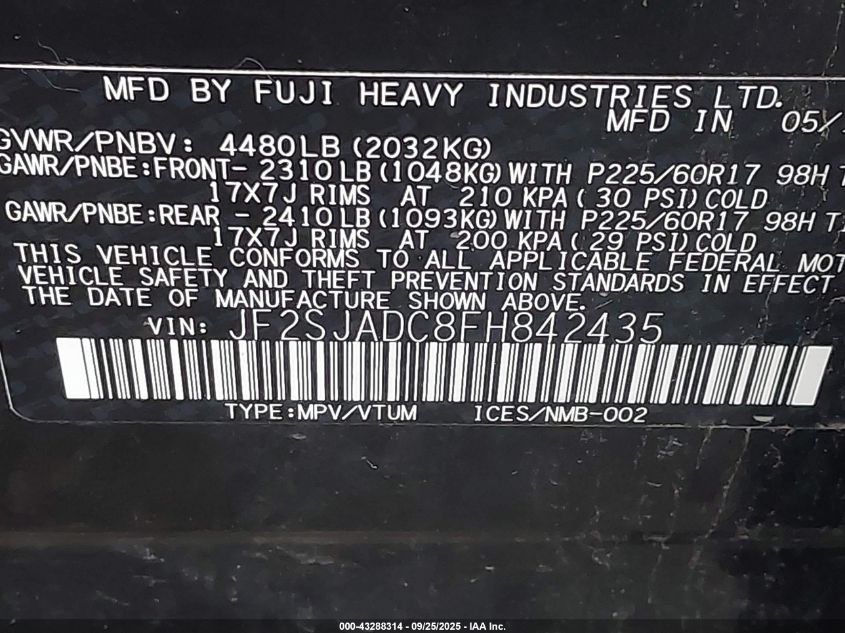 MFD BY FUJI HEAVY INDUSTRIES LTD.
MFD IN 05/
GVWR/PNBV: 4480LB (2032KG)
GAWR/PNBE:FRONT- 2310LB (1048KG) WITH P225/60R17 98H
17X7J RIMS AT 210 KPA( 30 PSI) COLD
GAWR/PNBE:REAR - 2410LB (1093KG) WITH P225/60R17 98H
17X7J RIMS AT 200 KPA( 29 PSI) COLD
THIS VEHICLE CONFORMS TO ALL APPLICABLE FEDERAL MOT
VEHICLE SAFETY AND THEFT PREVENTION STANDARDS IN EFFECT
THE DATE OF MANUFACTURE SHOWN ABOVE.
VIN: JF2SJADC8FH842435
TYPE:MPV/VTUM ICES/NMB-002
000-43288314 - 09/25/2025 - IAA Inc.